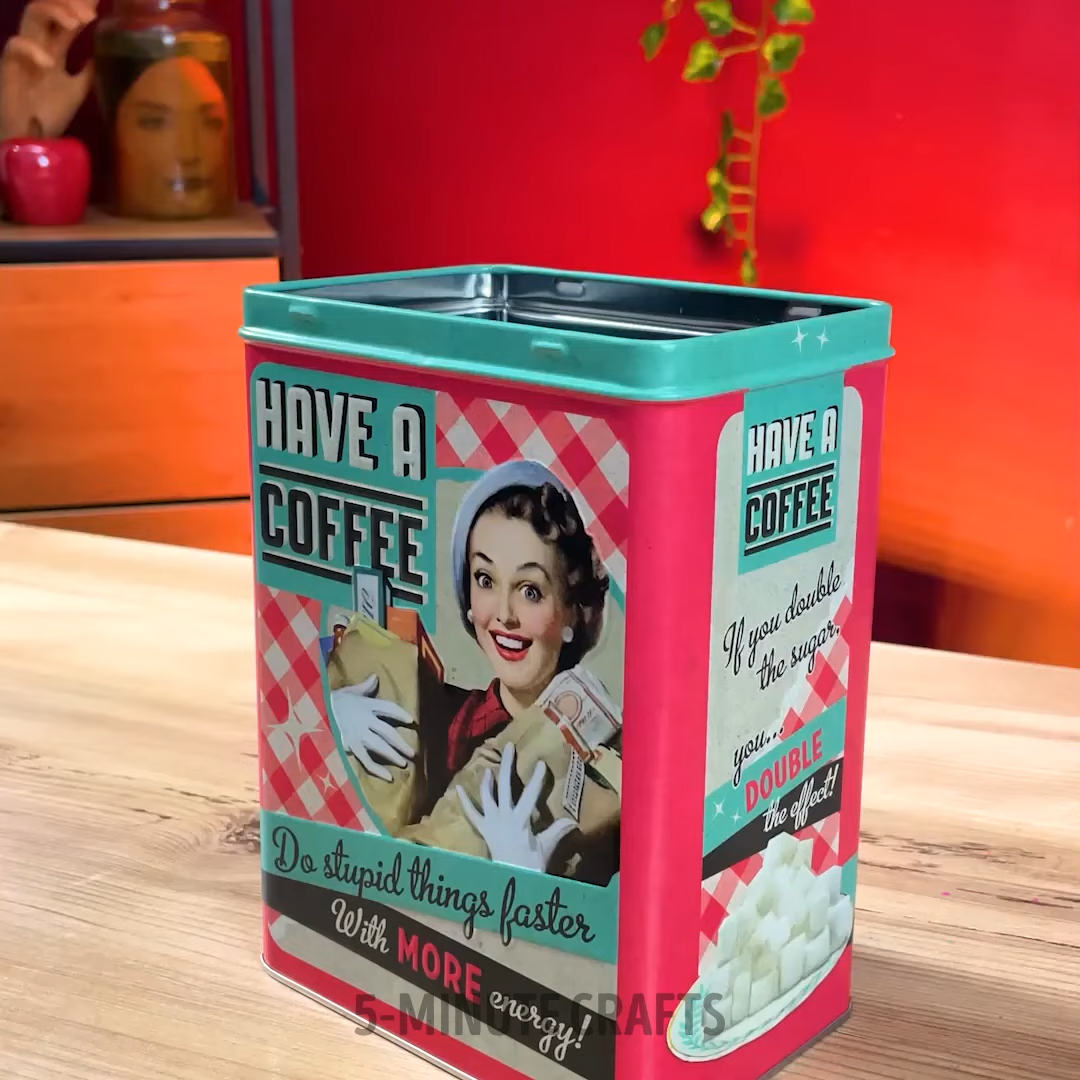 HAVE A
COFFEE
Do stupid things faster
With MORE energy!
HAVE A
COFFEE
If you double
the sugar,
you...
DOUBLE
the effect!
5-MINUTE CRAFTS